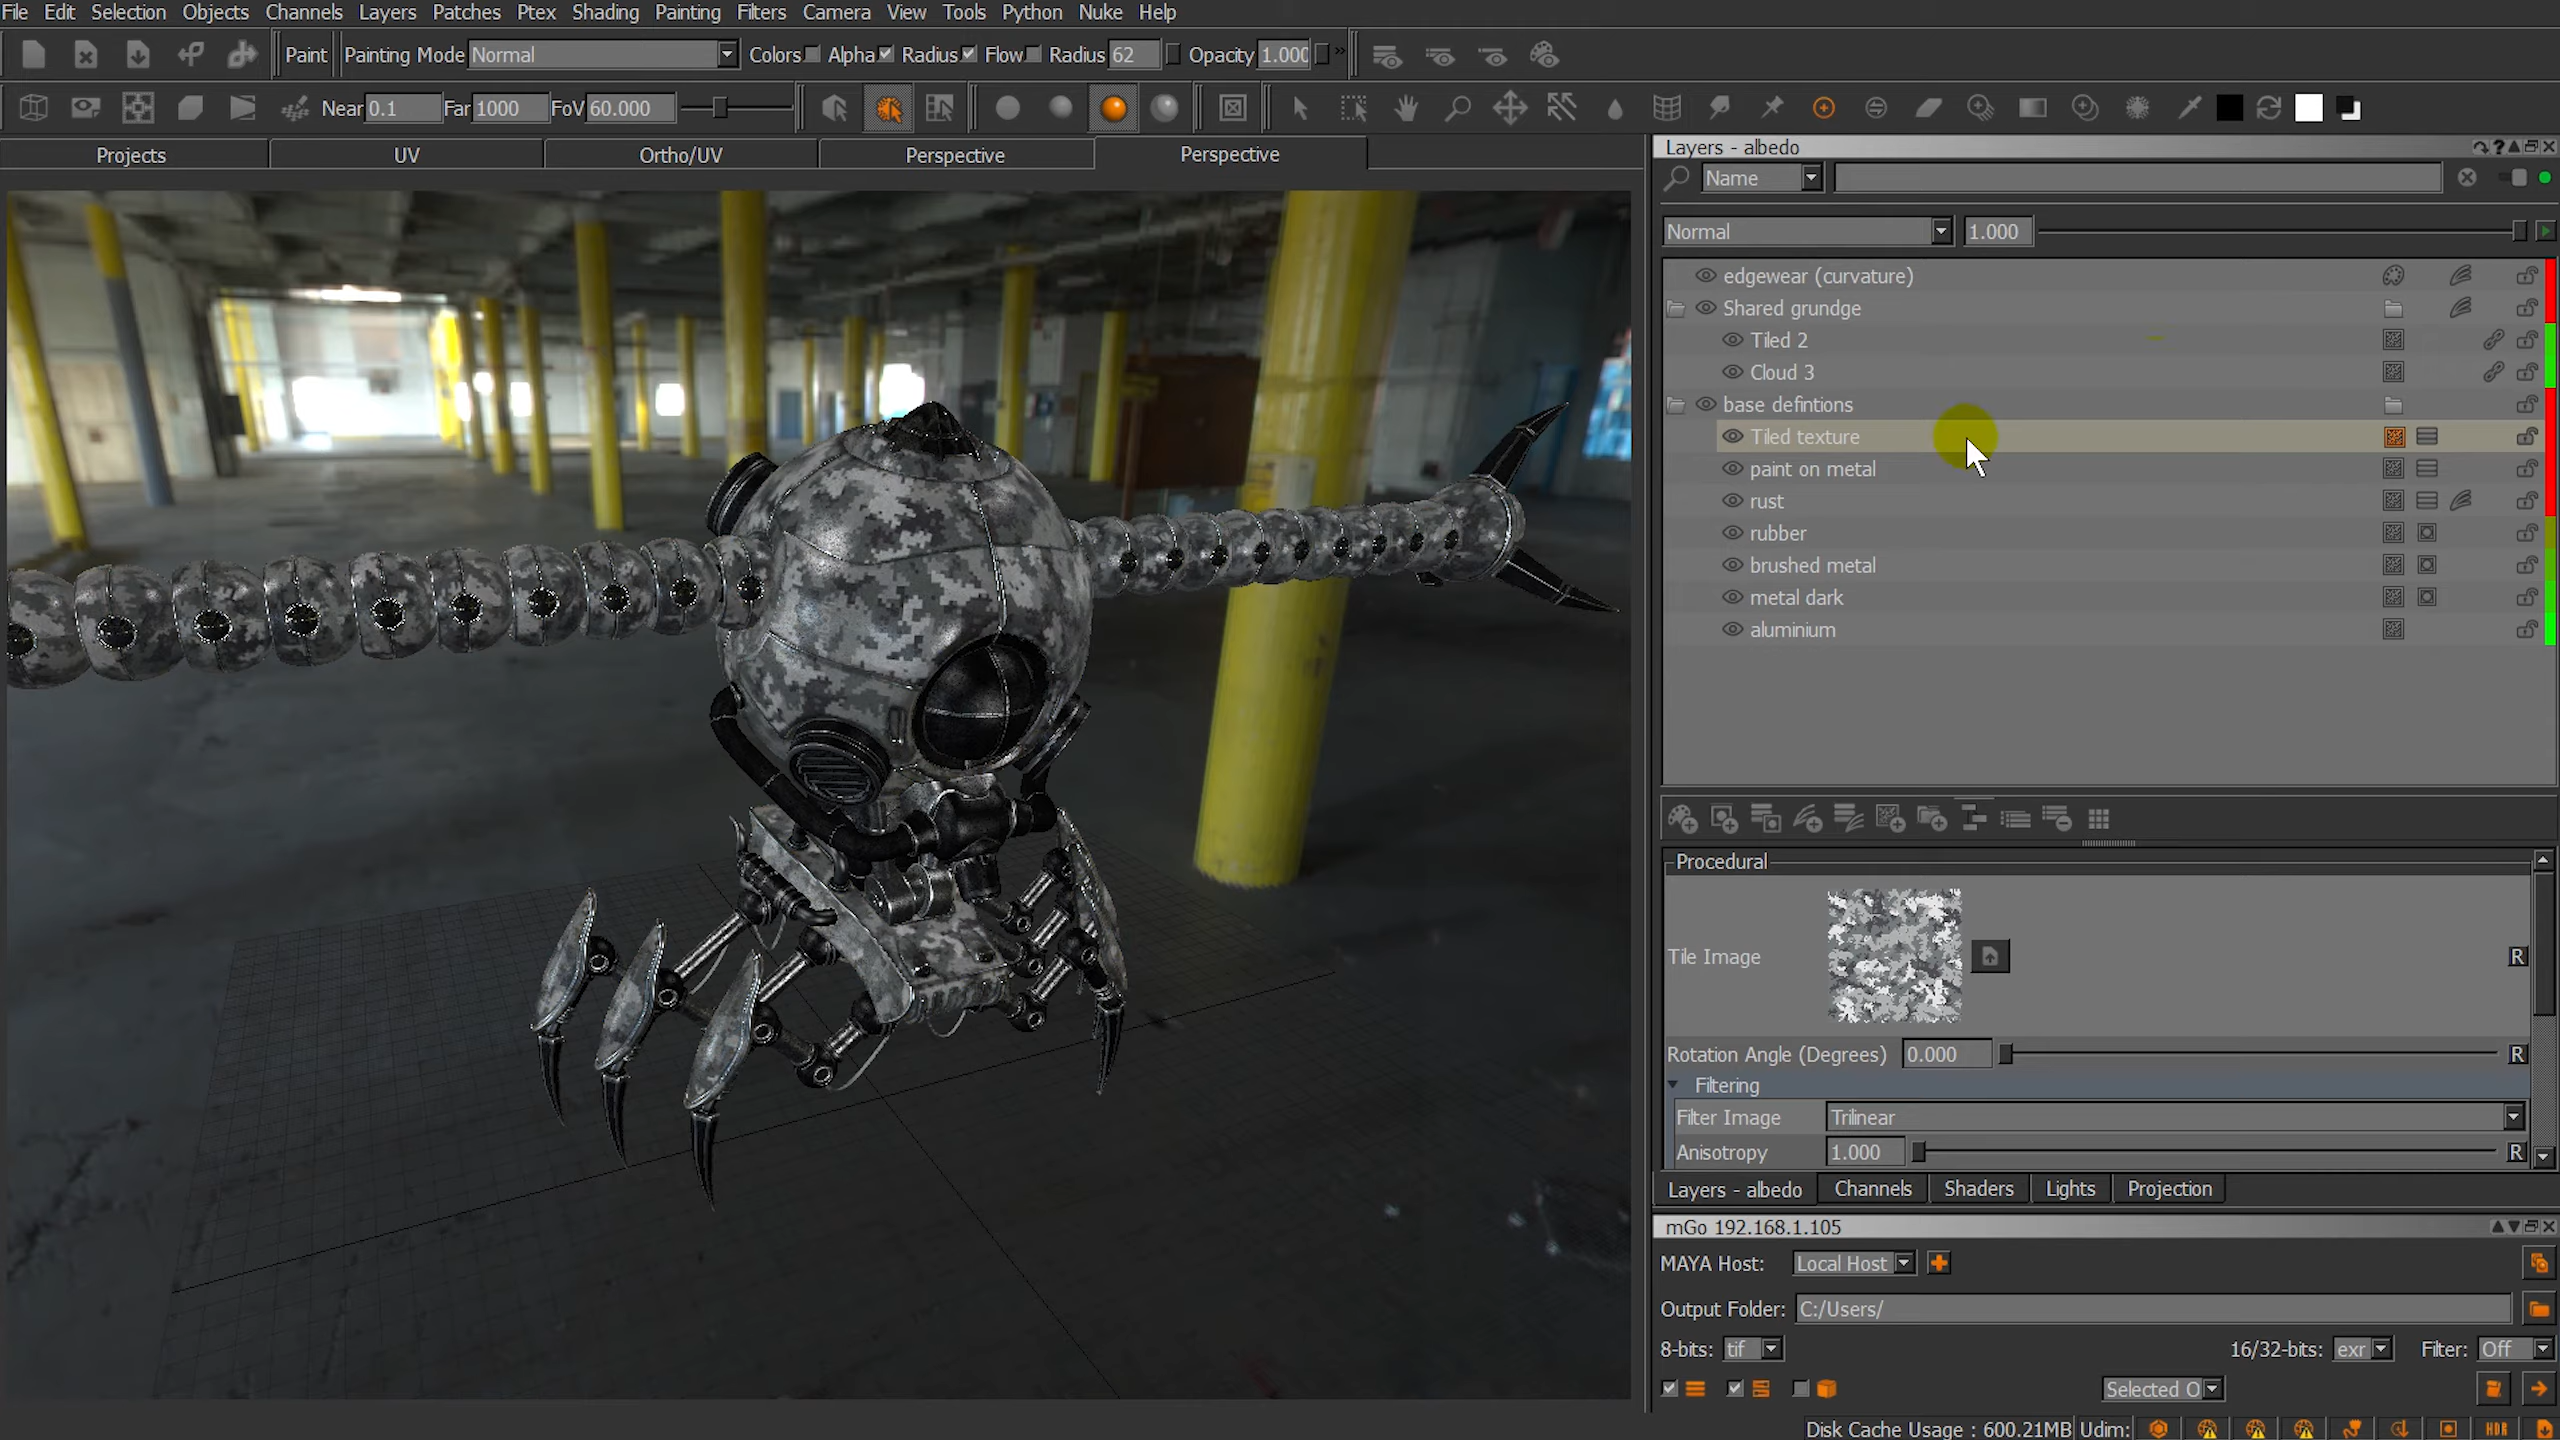 File Edit Selection Objects Channels Layers Patches Ptex Shading Painting Filters Camera View Tools Python Nuke Help
Paint Painting Mode Normal Colors Alpha Radius Flow Radius 62 Opacity 1.000 »
Near 0.1 Far 1000 FoV 60.000
Projects UV Ortho/UV Perspective Perspective
Layers - albedo
Name
Normal 1.000
edgewear (curvature)
Shared grundge
Tiled 2
Cloud 3
base defintions
Tiled texture
paint on metal
rust
rubber
brushed metal
metal dark
aluminium
Procedural
Tile Image R
Rotation Angle (Degrees) 0.000 R
Filtering
Filter Image Trilinear
Anisotropy 1.000 R
Layers - albedo Channels Shaders Lights Projection
mGo 192.168.1.105
MAYA Host: Local Host
Output Folder: C:/Users/
8-bits: tif 16/32-bits: exr Filter: Off
Selected O
Disk Cache Usage : 600.21MB Udim: HDR